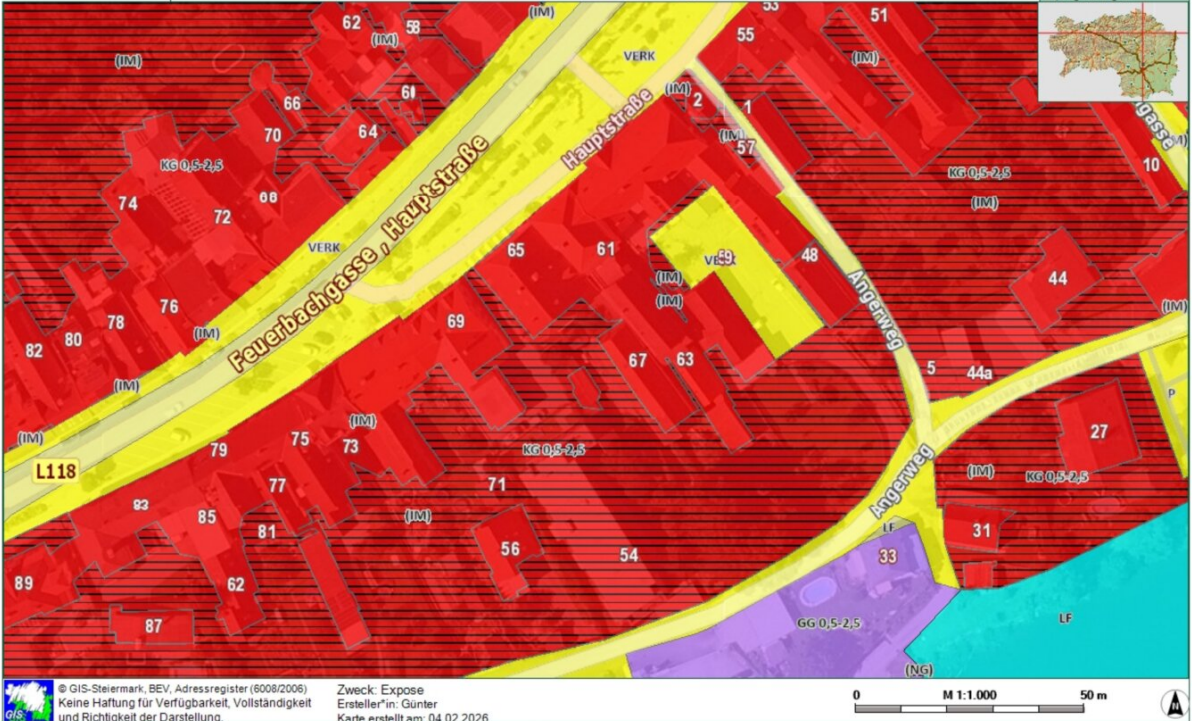 (IM)
62
58
(IM)
53
51
55
VERK
(IM)
(IM)
66
60
(IM)
2
1
Hauptstraße
70
64
(IM)
57
KG 0,5-2,5
10
KG 0,5-2,5
(IM)
74
68
72
Feuerbachgasse , Hauptstraße
VERK
65
61
69
48
(IM)
(IM)
44
Angerweg
(IM)
76
78
80
82
(IM)
69
67
63
5
44a
(IM)
P
27
(IM)
L118
79
75
73
(IM)
KG 0,5-2,5
Angerweg
(IM)
KG 0,5-2,5
77
71
83
85
81
(IM)
LF
31
33
56
54
89
62
87
GG 0,5-2,5
LF
(NG)
GIS
© GIS-Steiermark, BEV, Adressregister (6008/2006)
Keine Haftung für Verfügbarkeit, Vollständigkeit
und Richtigkeit der Darstellung.
Zweck: Expose
Ersteller*in: Günter
Karte erstellt am: 04.02.2026
0 M 1:1.000 50 m